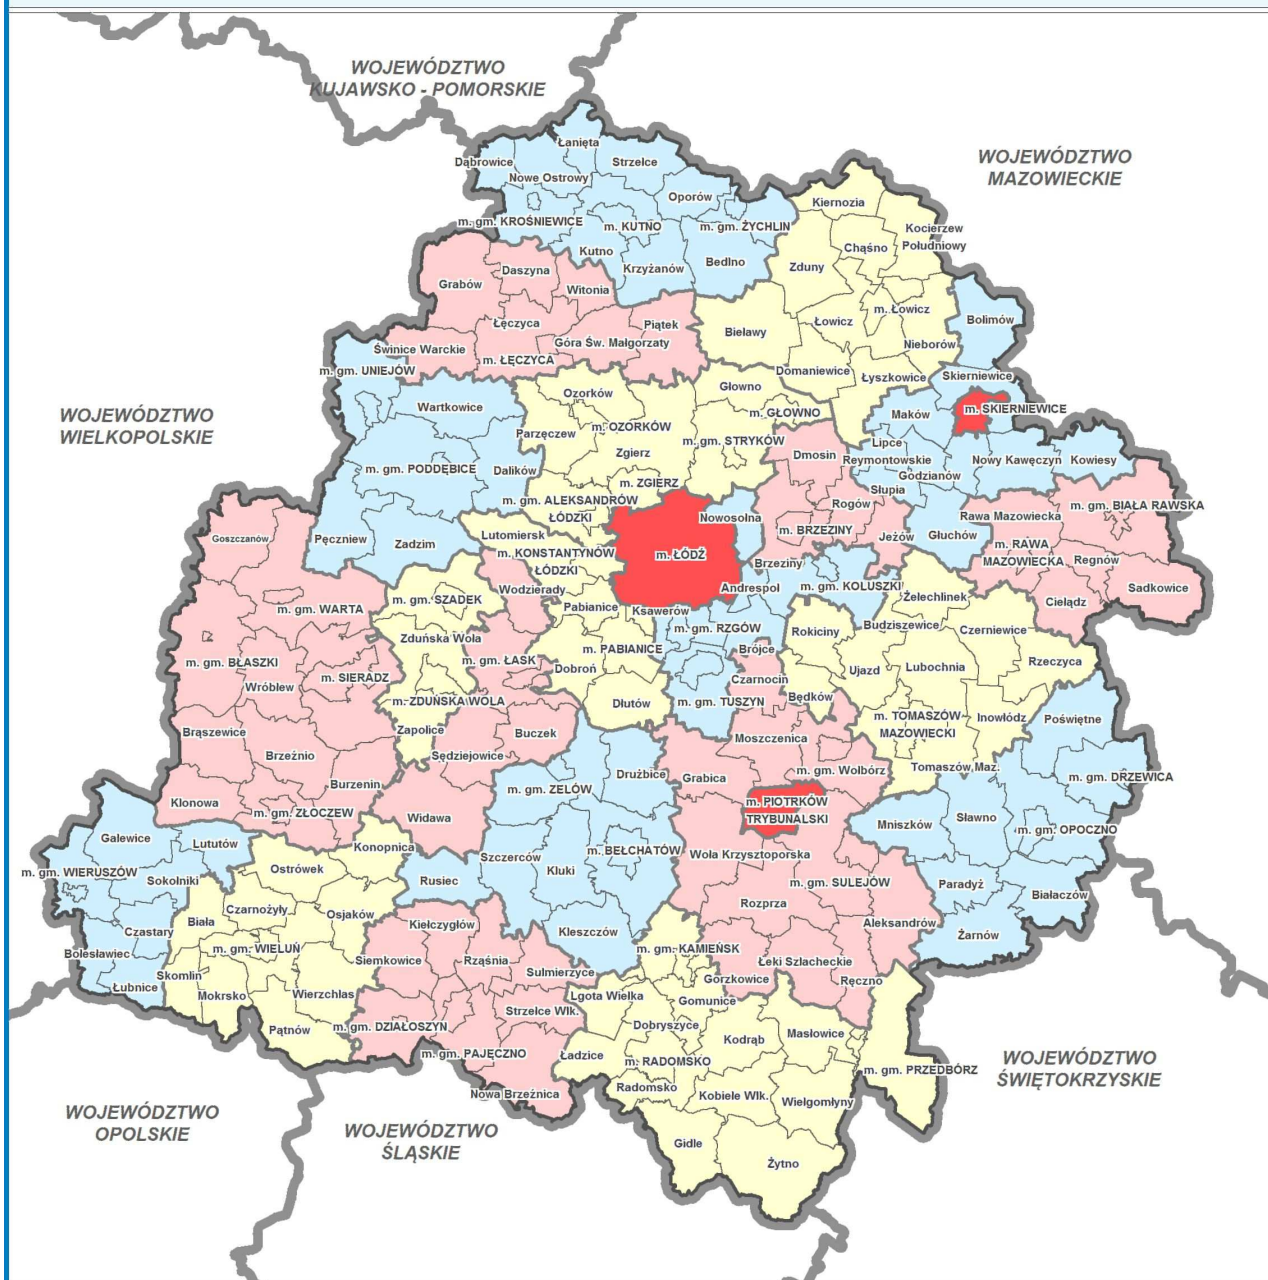 WOJEWÓDZTWO
KUJAWSKO - POMORSKIE
WOJEWÓDZTWO
MAZOWIECKIE
Łanięta
Dąbrowice
Strzelce
Nowe Ostrowy
Oporów
Kiernozia
m. gm. KROŚNIEWICE
m. KUTNO
m. gm. ŻYCHLIN
Kocierzew
Południowy
Chąśno
Kutno
Bedlno
Krzyżanów
Zduny
Daszyna
Grabów
Witonia
m. Łowicz
Bolimów
Łęczyca
Piątek
Bielawy
Łowicz
Góra Św. Małgorzaty
Nieborów
Świnice Warckie
m. ŁĘCZYCA
m. gm. UNIEJÓW
Domaniewice
Łyszkowice
Skierniewice
Głowno
Ozorków
WOJEWÓDZTWO
WIELKOPOLSKIE
Wartkowice
m. GŁOWNO
Maków
m. SKIERNIEWICE
Parzęczew
m. OZORKÓW
m. gm. STRYKÓW
Lipce
Reymontowskie
Zgierz
Dmosin
Nowy Kawęczyn
Kowiesy
m. gm. PODDĘBICE
Dalików
Godzianów
m. ZGIERZ
Słupia
m. gm. ALEKSANDRÓW
ŁÓDZKI
Rogów
m. gm. BIAŁA RAWSKA
Nowosolna
Rawa Mazowiecka
Goszczanów
Pęczniew
Zadzim
Lutomiersk
m. BRZEZINY
Jeżów
Głuchów
m. RAWA
MAZOWIECKA
m. KONSTANTYNÓW
ŁÓDZKI
m. ŁÓDŹ
Brzeziny
Regnów
Wodzierady
Andrespol
m. gm. KOLUSZKI
Sadkowice
m. gm. SZADEK
Żelechlinek
Cielądz
m. gm. WARTA
Pabianice
Ksawerów
m. gm. RZGÓW
Rokiciny
Budziszewice
Czerniewice
Zduńska Wola
m. PABIANICE
Brójce
m. gm. BŁASZKI
m. gm. ŁASK
Rzeczyca
Wróblew
m. SIERADZ
Dobroń
Czarnocin
Ujazd
Lubochnia
m. ZDUŃSKA WOLA
Dłutów
m. gm. TUSZYN
Będków
m. TOMASZÓW
MAZOWIECKI
Inowłódz
Poświętne
Brąszewice
Zapolice
Buczek
Moszczenica
Brzeźnio
Sędziejowice
Tomaszów Maz.
Burzenin
Drużbice
Grabica
m. gm. Wolbórz
m. gm. DRZEWICA
m. gm. ZELÓW
Klonowa
m. gm. ZŁOCZEW
Widawa
m. PIOTRKÓW
TRYBUNALSKI
Mniszków
Sławno
m. gm. OPOCZNO
Galewice
Lututów
Konopnica
m. BEŁCHATÓW
Szczerców
Wola Krzysztoporska
m. gm. WIERUSZÓW
Ostrówek
Kluki
Sokolniki
Rusiec
m. gm. SULEJÓW
Paradyż
Białaczów
Czarnożyły
Rozprza
Biała
Osjaków
Aleksandrów
Czastary
Kiełczygłów
Kleszczów
Żarnów
m. gm. WIELUŃ
m. gm. KAMIEŃSK
Bolesławiec
Siemkowice
Rząśnia
Łęki Szlacheckie
Skomlin
Sulmierzyce
Gorzkowice
Ręczno
Łubnice
Mokrsko
Wierzchlas
Lgota Wielka
Gomunice
Strzelce Wlk.
Pątnów
m. gm. DZIAŁOSZYN
Dobryszyce
Masłowice
Kodrąb
m. gm. PAJĘCZNO
Ładzice
m. RADOMSKO
m. gm. PRZEDBÓRZ
WOJEWÓDZTWO
ŚWIĘTOKRZYSKIE
Nowa Brzeźnica
Radomsko
Kobiele Wlk.
Wielgomłyny
WOJEWÓDZTWO
OPOLSKIE
WOJEWÓDZTWO
ŚLĄSKIE
Gidle
Żytno